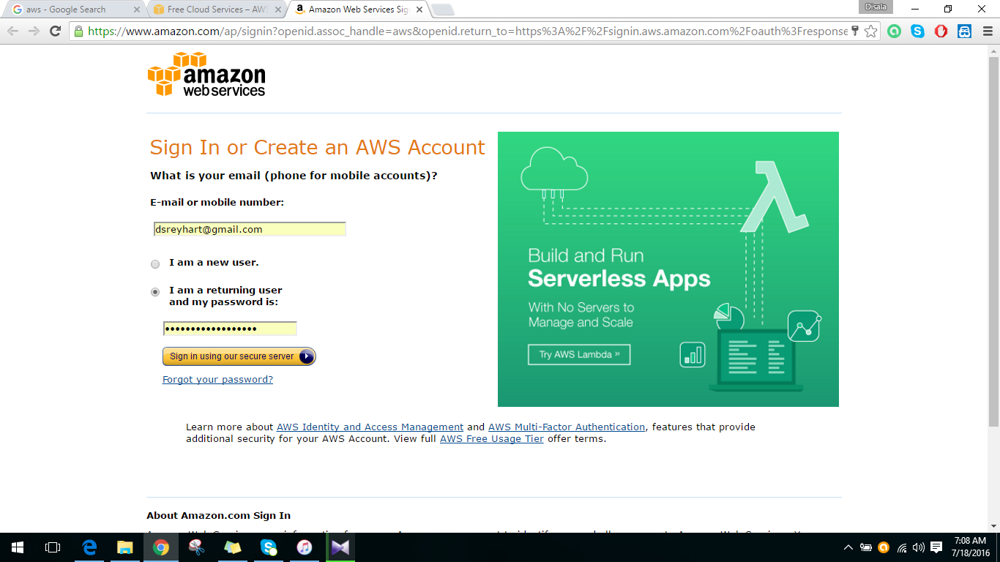 aws - Google Search
Free Cloud Services – AWS
Amazon Web Services Sig
Disala
https://www.amazon.com/ap/signin?openid.assoc_handle=aws&openid.return_to=https%3A%2F%2Fsignin.aws.amazon.com%2Foauth%3Fresponse
amazon
web services
Sign In or Create an AWS Account
What is your email (phone for mobile accounts)?
E-mail or mobile number:
dsreyhart@gmail.com
I am a new user.
I am a returning user
and my password is:
••••••••••••••••••
Sign in using our secure server
Forgot your password?
Build and Run
Serverless Apps
With No Servers to
Manage and Scale
Try AWS Lambda »
Learn more about AWS Identity and Access Management and AWS Multi-Factor Authentication, features that provide
additional security for your AWS Account. View full AWS Free Usage Tier offer terms.
About Amazon.com Sign In
7:08 AM
7/18/2016